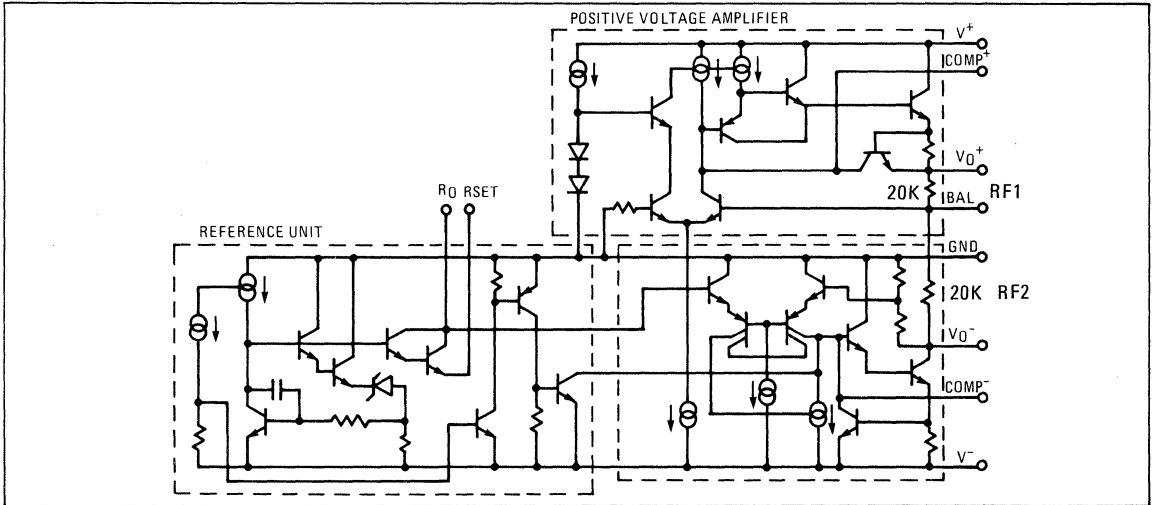 POSITIVE VOLTAGE AMPLIFIER
V+
COMP+
VO+
20K RF1
BAL
RO RSET
REFERENCE UNIT
GND
20K RF2
VO-
COMP-
V-